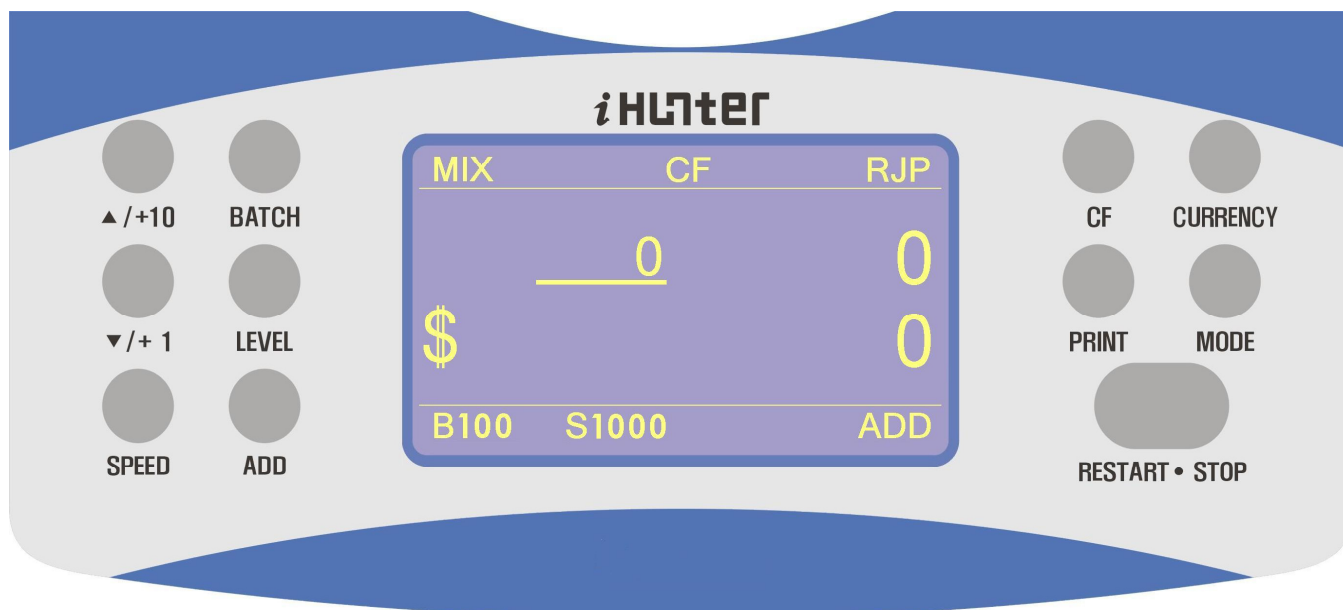 iHUnter
MIX CF RJP
0 0
$ 0
B100 S1000 ADD
▲/+10 BATCH
▼/+ 1 LEVEL
SPEED ADD
CF CURRENCY
PRINT MODE
RESTART • STOP